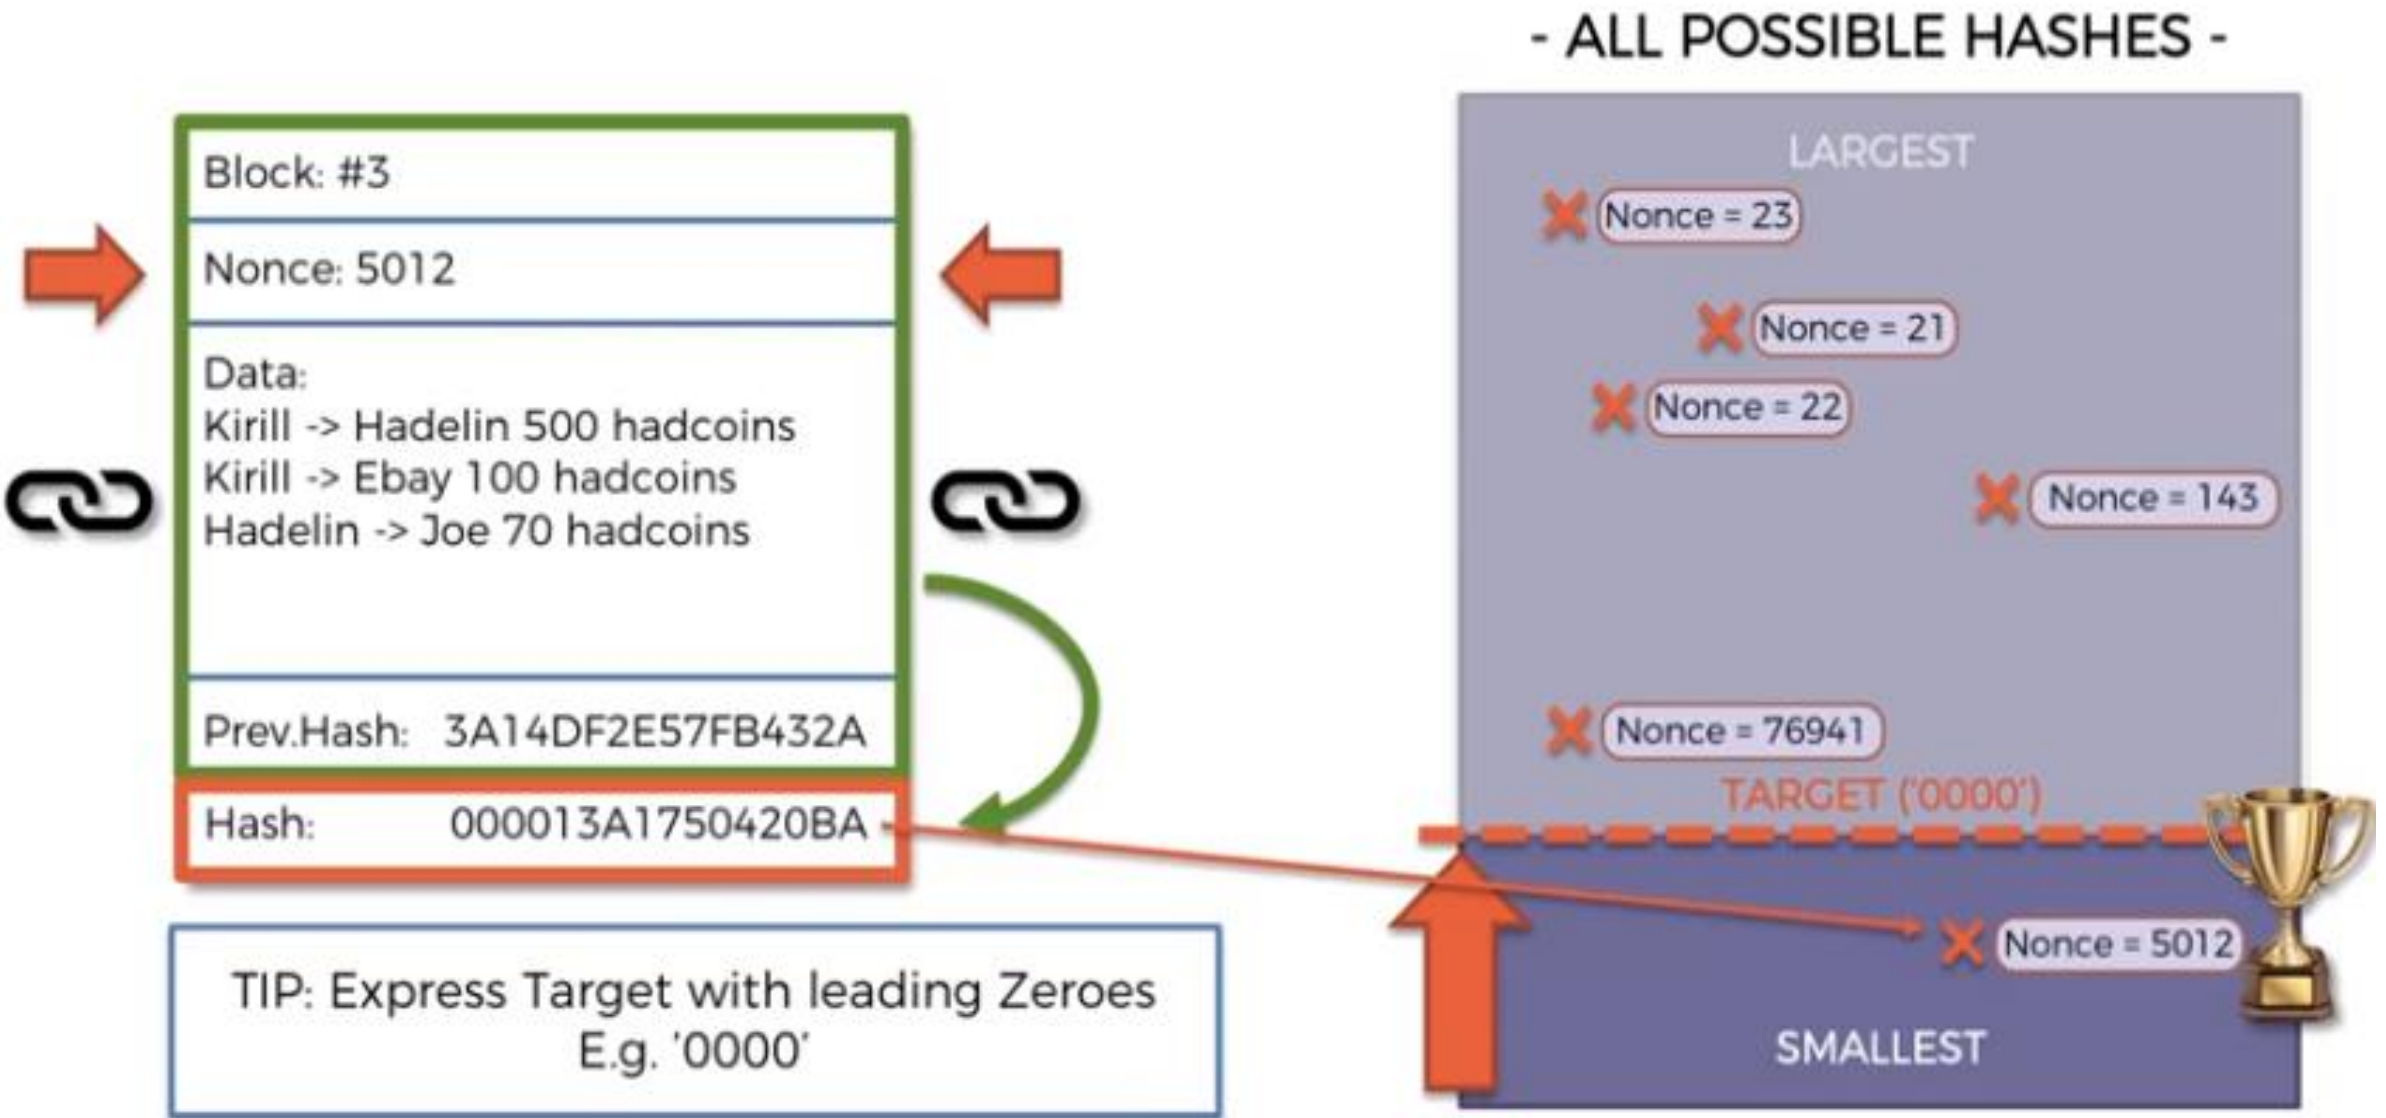 Block: #3
Nonce: 5012
Data:
Kirill -> Hadelin 500 hadcoins
Kirill -> Ebay 100 hadcoins
Hadelin -> Joe 70 hadcoins
Prev.Hash: 3A14DF2E57FB432A
Hash: 000013A1750420BA
TIP: Express Target with leading Zeroes
E.g. '0000'
- ALL POSSIBLE HASHES -
LARGEST
Nonce = 23
Nonce = 21
Nonce = 22
Nonce = 143
Nonce = 76941
TARGET ('0000')
Nonce = 5012
SMALLEST